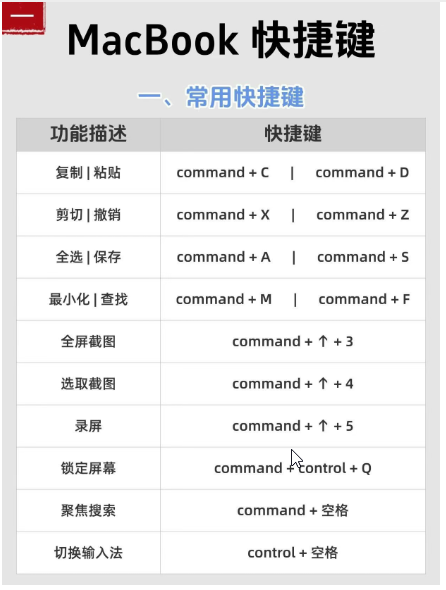 一
MacBook 快捷键
一、常用快捷键
功能描述 快捷键
复制 | 粘贴 command + C | command + D
剪切 | 撤销 command + X | command + Z
全选 | 保存 command + A | command + S
最小化 | 查找 command + M | command + F
全屏截图 command + ↑ + 3
选取截图 command + ↑ + 4
录屏 command + ↑ + 5
锁定屏幕 command + control + Q
聚焦搜索 command + 空格
切换输入法 control + 空格